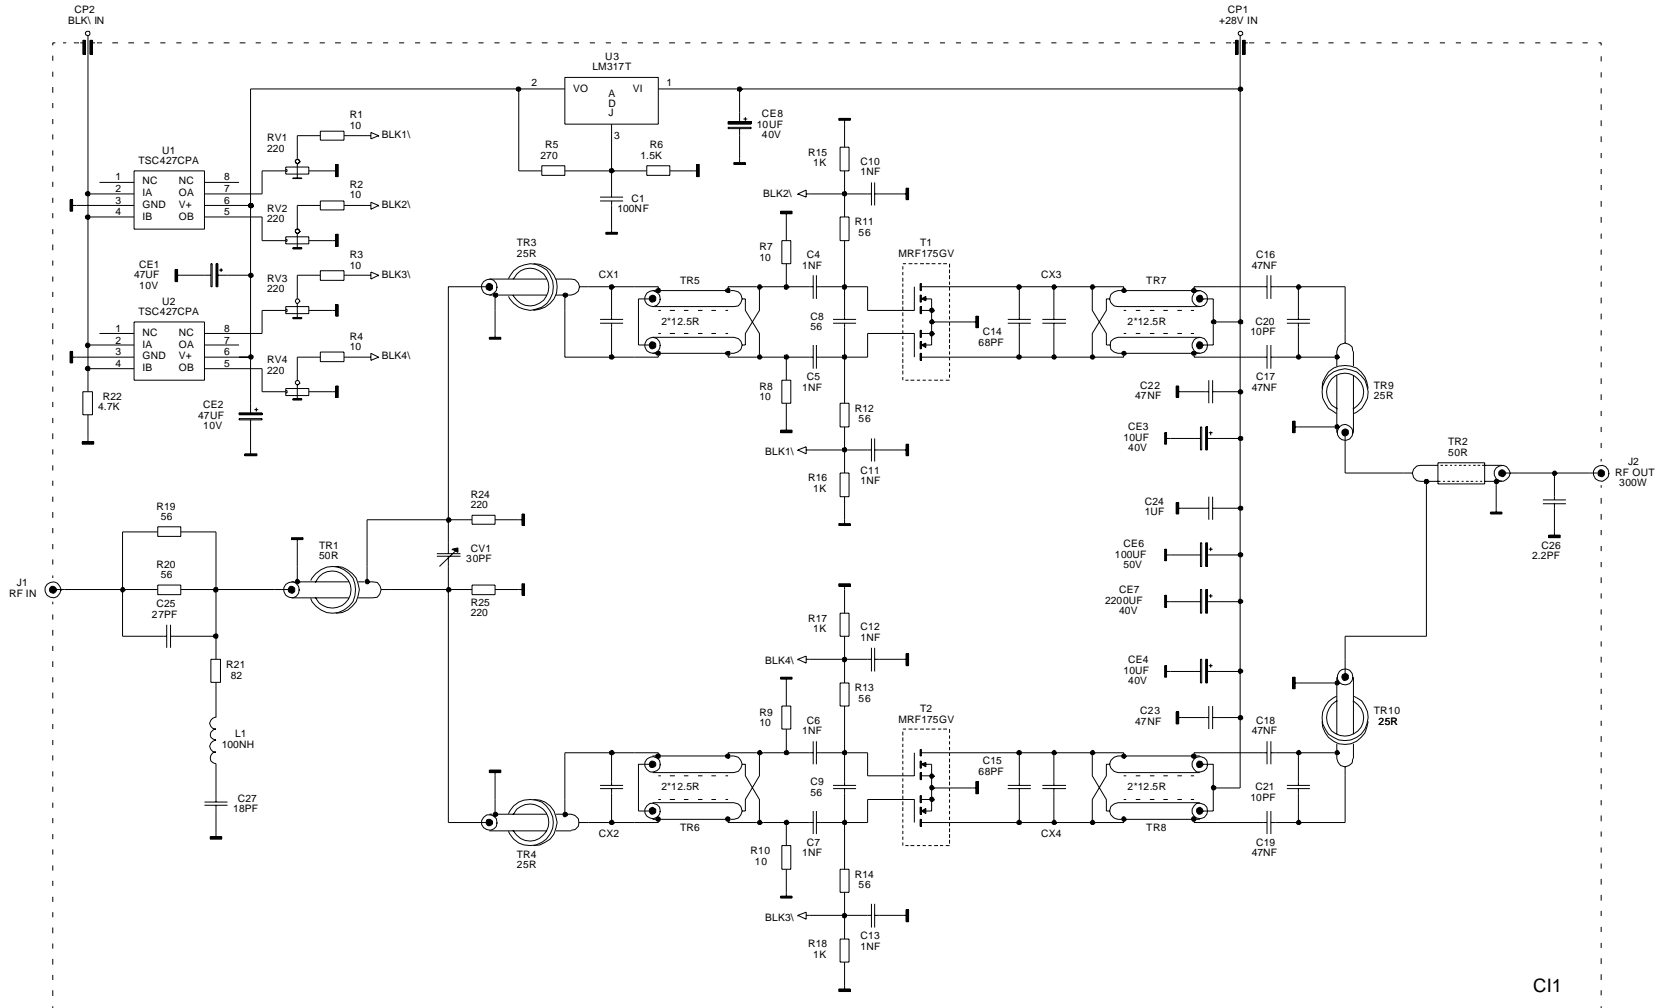 CP2
BLK\ IN
CP1
+28V IN
U3
LM317T
2
VO
VI
1
A
D
J
3
CE8
10UF
40V
R1
10
BLK1\
RV1
220
U1
TSC427CPA
1
NC
NC
8
2
IA
OA
7
3
GND
V+
6
4
IB
OB
5
R2
10
BLK2\
RV2
220
R5
270
R6
1.5K
C1
100NF
R15
1K
C10
1NF
BLK2\
R11
56
CE1
47UF
10V
R3
10
BLK3\
RV3
220
U2
TSC427CPA
1
NC
NC
8
2
IA
OA
7
3
GND
V+
6
4
IB
OB
5
R4
10
BLK4\
RV4
220
R22
4.7K
CE2
47UF
10V
TR3
25R
CX1
TR5
2*12.5R
R7
10
C4
1NF
C8
56
C5
1NF
R8
10
R12
56
BLK1\
C11
1NF
R16
1K
T1
MRF175GV
C14
68PF
CX3
TR7
2*12.5R
C16
47NF
C20
10PF
C17
47NF
C22
47NF
CE3
10UF
40V
TR9
25R
TR2
50R
J2
RF OUT
300W
C26
2.2PF
C24
1UF
CE6
100UF
50V
CE7
2200UF
40V
R24
220
CV1
30PF
R25
220
R19
56
R20
56
C25
27PF
J1
RF IN
TR1
50R
R21
82
L1
100NH
C27
18PF
R17
1K
C12
1NF
BLK4\
R13
56
R9
10
C6
1NF
T2
MRF175GV
CE4
10UF
40V
C23
47NF
C18
47NF
TR10
25R
2*12.5R
C9
56
C15
68PF
2*12.5R
C21
10PF
TR4
25R
CX2
TR6
R10
10
C7
1NF
CX4
TR8
C19
47NF
R14
56
BLK3\
C13
1NF
R18
1K
CI1